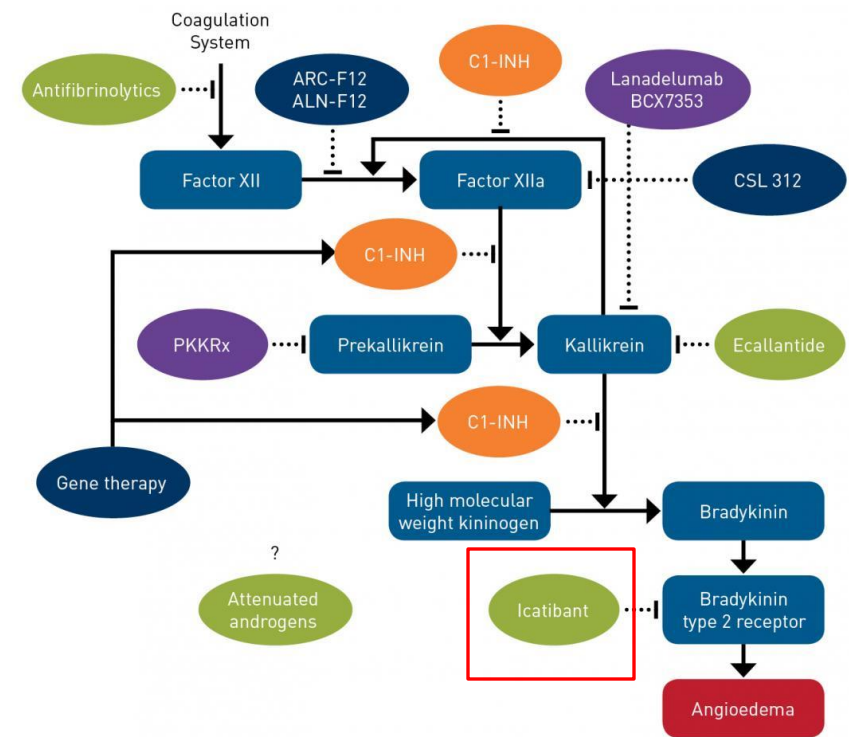 Coagulation
System
Antifibrinolytics
ARC-F12
ALN-F12
C1-INH
Lanadelumab
BCX7353
Factor XII
Factor XIIa
CSL 312
C1-INH
PKKRx
Prekallikrein
Kallikrein
Ecallantide
C1-INH
Gene therapy
High molecular
weight kininogen
Bradykinin
?
Attenuated
androgens
Icatibant
Bradykinin
type 2 receptor
Angioedema